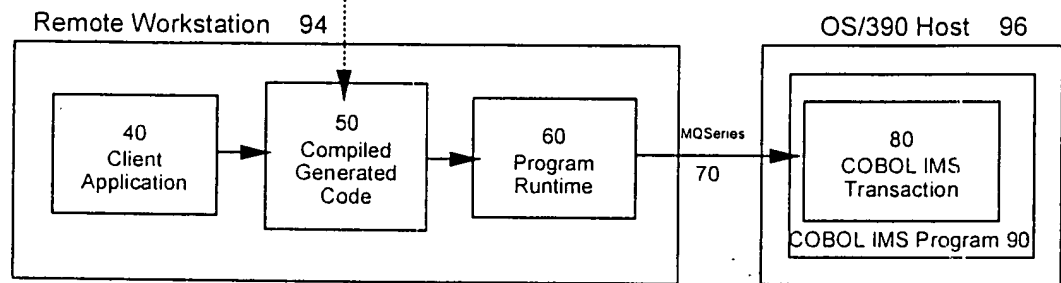 Remote Workstation 94
OS/390 Host 96
40
Client
Application
50
Compiled
Generated
Code
60
Program
Runtime
MQSeries
70
80
COBOL IMS
Transaction
COBOL IMS Program 90